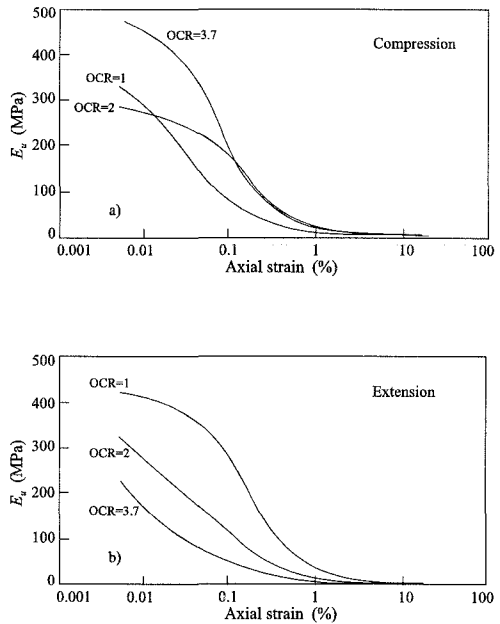 500
OCR=3.7
Compression
400
OCR=1
300
OCR=2
E_u (MPa)
200
100
a)
0
0.001 0.01 0.1 1 10 100
Axial strain (%)
500
OCR=1
Extension
400
OCR=2
300
E_u (MPa)
200
OCR=3.7
100
b)
0
0.001 0.01 0.1 1 10 100
Axial strain (%)